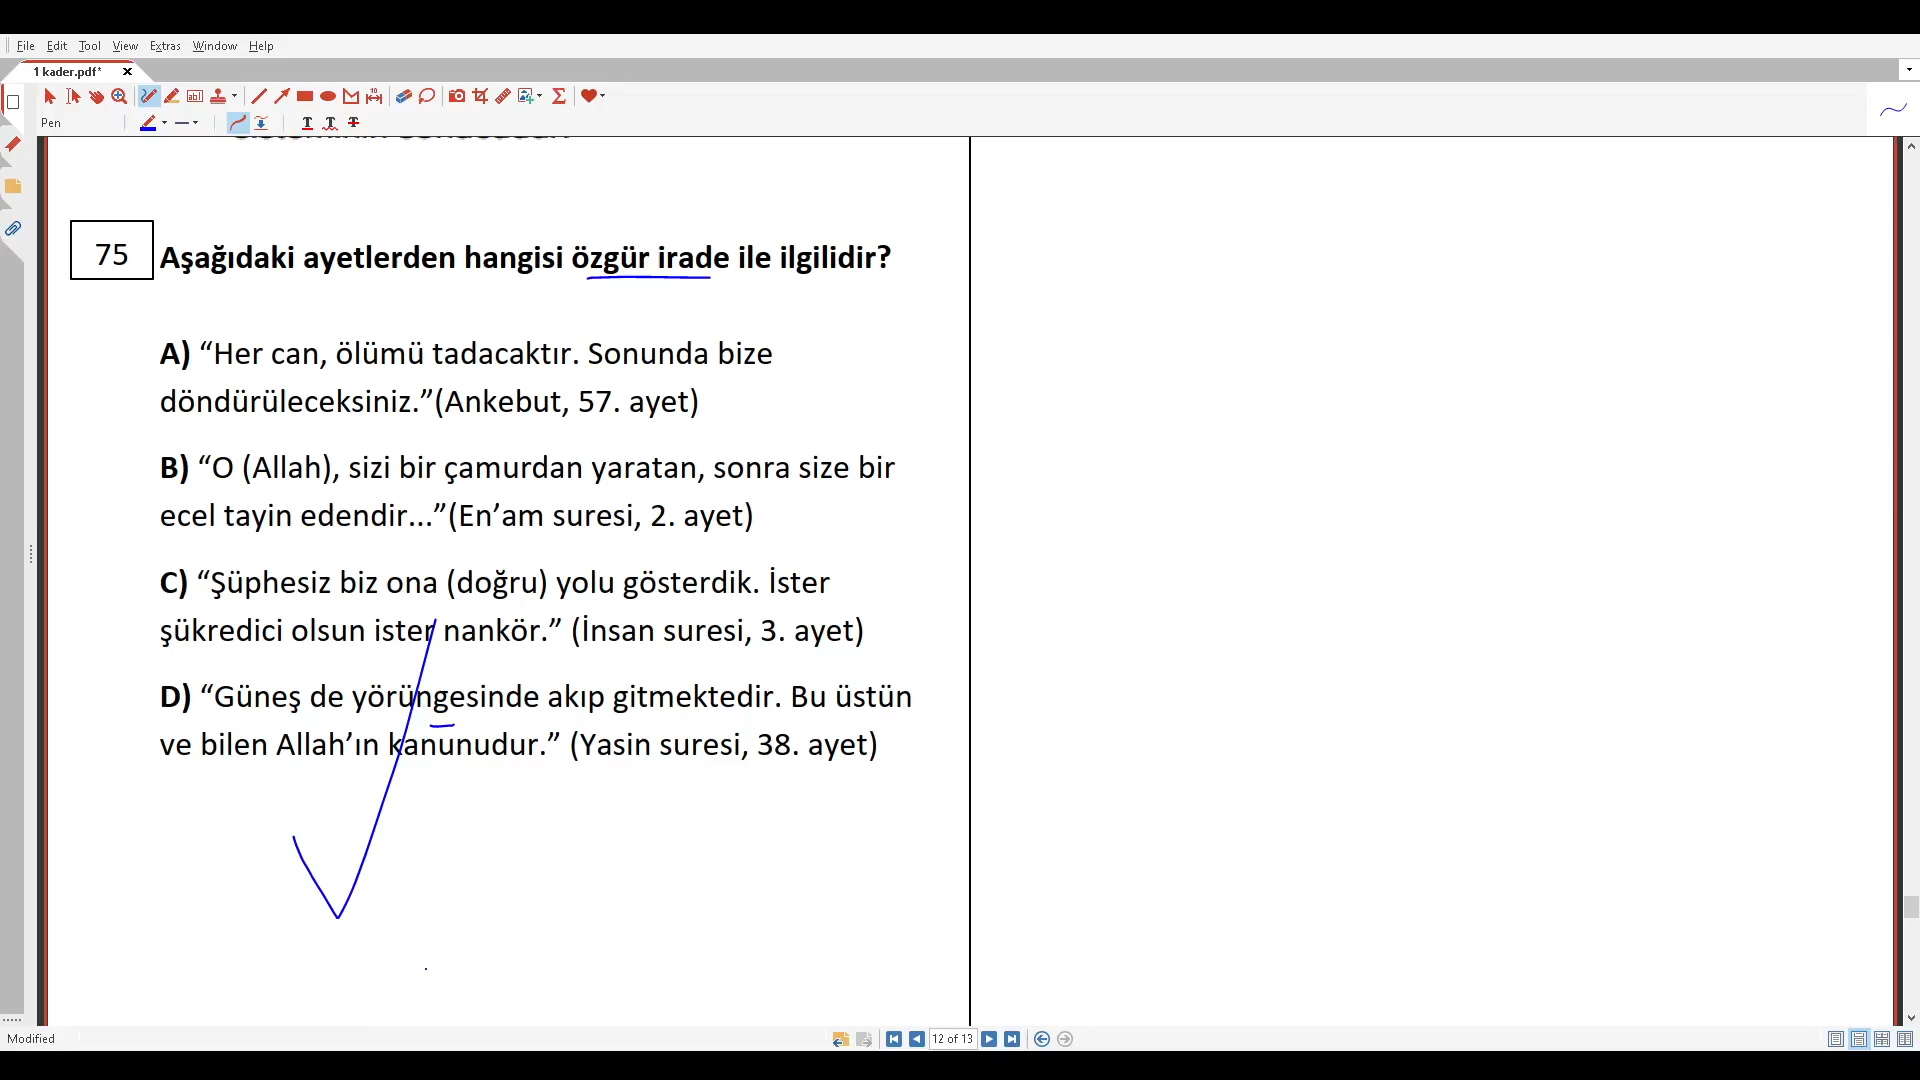 File Edit Tool View Extras Window Help
1 kader.pdf*
Pen
75
Aşağıdaki ayetlerden hangisi özgür irade ile ilgilidir?
A) “Her can, ölümü tadacaktır. Sonunda bize
döndürüleceksiniz.”(Ankebut, 57. ayet)
B) “O (Allah), sizi bir çamurdan yaratan, sonra size bir
ecel tayin edendir...”(En’am suresi, 2. ayet)
C) “Şüphesiz biz ona (doğru) yolu gösterdik. İster
şükredici olsun ister nankör.” (İnsan suresi, 3. ayet)
D) “Güneş de yörüngesinde akıp gitmektedir. Bu üstün
ve bilen Allah’ın kanunudur.” (Yasin suresi, 38. ayet)
Modified
12 of 13